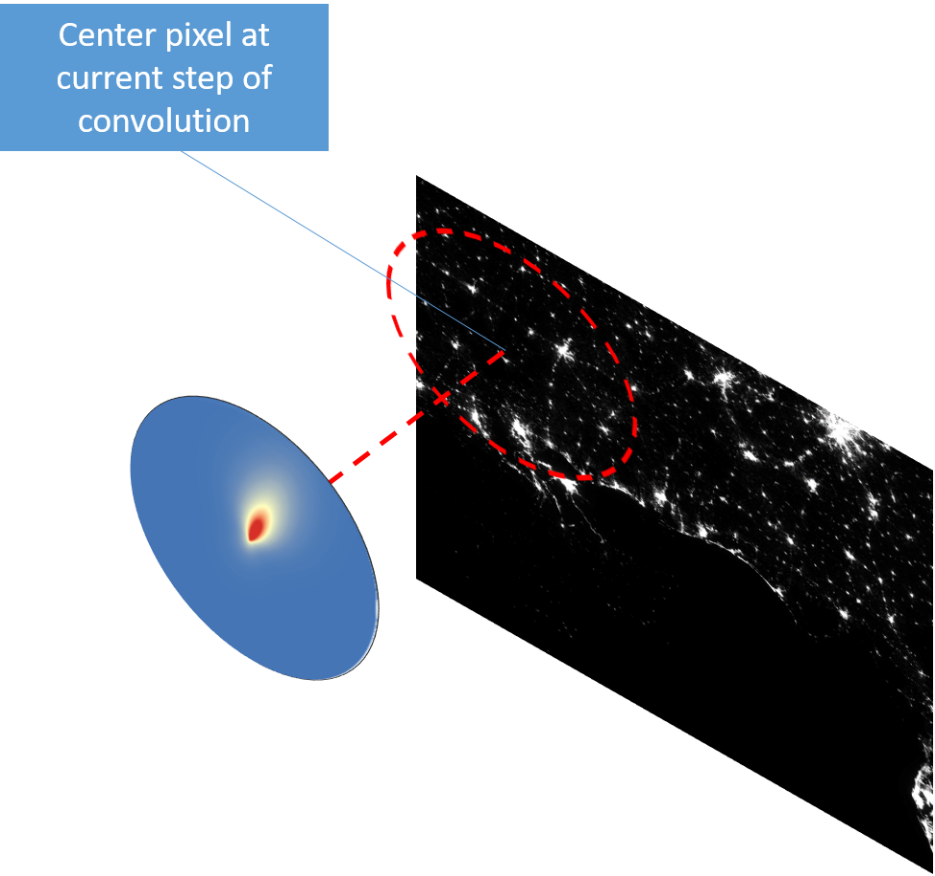 Center pixel at
current step of
convolution